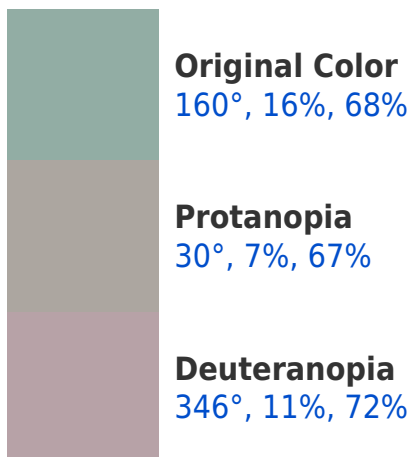 Original Color
160°, 16%, 68%
Protanopia
30°, 7%, 67%
Deuteranopia
346°, 11%, 72%